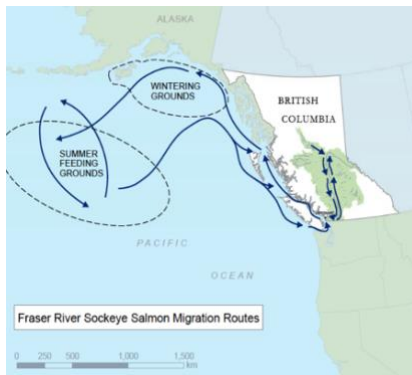 ALASKA
WINTERING
GROUNDS
BRITISH
COLUMBIA
SUMMER
FEEDING
GROUNDS
PACIFIC
OCEAN
Fraser River Sockeye Salmon Migration Routes
0 250 500 1,000 1,500
km